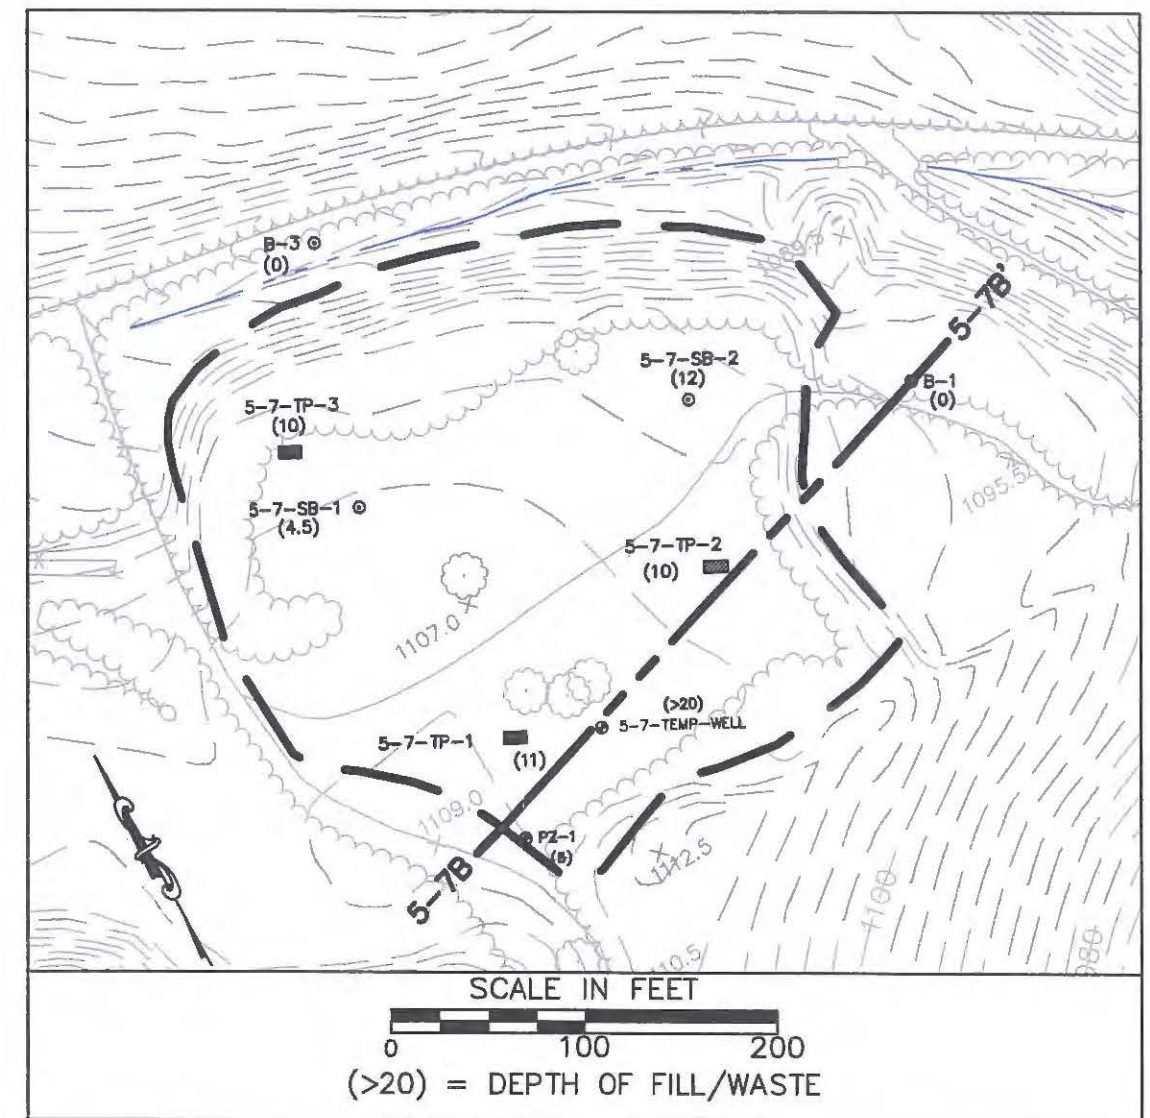 B-3
(0)
5-7B'
5-7-SB-2
(12)
B-1
(0)
5-7-TP-3
(10)
1095.5
5-7-SB-1
(4.5)
5-7-TP-2
(10)
1107.0
(>20)
5-7-TEMP-WELL
5-7-TP-1
(11)
1109.0
PZ-1
1112.5
5-7B
1100
SCALE IN FEET
0 100 200
(>20) = DEPTH OF FILL/WASTE